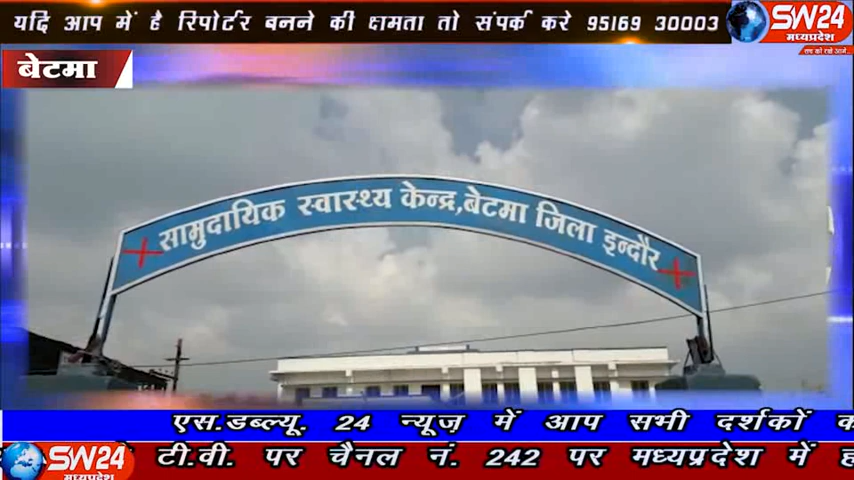 यदि आप में है रिपोर्टर बनने की क्षमता तो संपर्क करे 95169 30003
SW24
मध्यप्रदेश
बेटमा
सामुदायिक स्वास्थ्य केन्द्र,बेटमा जिला इन्दौर
एस.डब्ल्यू. 24 न्यूज़ में आप सभी दर्शकों
SW24
मध्यप्रदेश
टी.वी. पर चैनल नं. 242 पर मध्यप्रदेश में